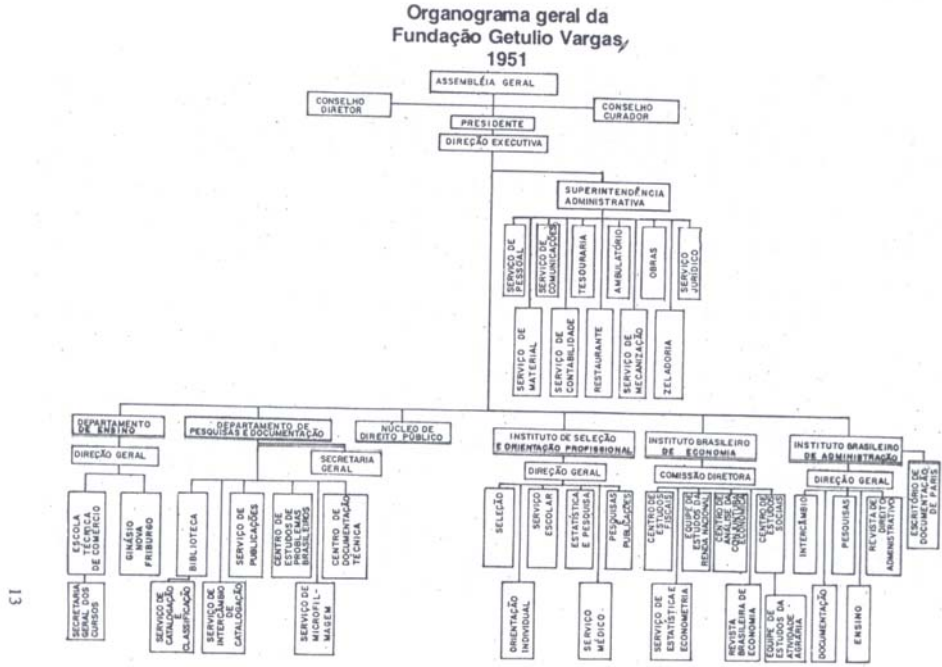 Organograma geral da
Fundação Getulio Vargas
1951
ASSEMBLÉIA GERAL
CONSELHO
DIRETOR
CONSELHO
CURADOR
PRESIDENTE
DIREÇÃO EXECUTIVA
SUPERINTENDÊNCIA
ADMINISTRATIVA
SERVIÇO DE
PESSOAL
SERVIÇO DE
COMUNICAÇÕES
TESOURARIA
AMBULATÓRIO
OBRAS
SERVIÇO
JURÍDICO
SERVIÇO DE
MATERIAL
SERVIÇO DE
CONTABILIDADE
RESTAURANTE
SERVIÇO DE
MECANIZAÇÃO
ZELADORIA
DEPARTAMENTO
DE ENSINO
DEPARTAMENTO DE
PESQUISAS E DOCUMENTAÇÃO
NÚCLEO DE
DIREITO PÚBLICO
INSTITUTO DE SELEÇÃO
E ORIENTAÇÃO PROFISSIONAL
INSTITUTO BRASILEIRO
DE ECONOMIA
INSTITUTO BRASILEIRO
DE ADMINISTRAÇÃO
ESCRITÓRIO DE
DOCUMENTAÇÃO
DE PARIS
DIREÇÃO GERAL
SECRETARIA
GERAL
DIREÇÃO GERAL
COMISSÃO DIRETORA
DIREÇÃO GERAL
ESCOLA
TÉCNICA
DE COMÉRCIO
GINÁSIO
NOVA
FRIBURGO
BIBLIOTECA
SERVIÇO DE
PUBLICAÇÕES
CENTRO DE
ESTUDOS DE
PROBLEMAS
BRASILEIROS
CENTRO DE
DOCUMENTAÇÃO
TÉCNICA
SELEÇÃO
SERVIÇO
ESCOLAR
ESTATÍSTICA
E PESQUISA
PESQUISAS
PUBLICAÇÕES
CENTRO DE
ESTUDOS
FISCAIS
EQUIPE DE
ESTUDOS DA
RENDA NACIONAL
CENTRO DE
ANÁLISE DA
CONJUNTURA
ECONÔMICA
CENTRO DE
ESTUDOS
SOCIAIS
INTERCÂMBIO
PESQUISAS
REVISTA DE
DIREITO
ADMINISTRATIVO
SECRETARIA
GERAL DOS
CURSOS
SERVIÇO DE
CATALOGAÇÃO
E
CLASSIFICAÇÃO
SERVIÇO DE
INTERCÂMBIO
DE
CATALOGAÇÃO
SERVIÇO DE
MICROFIL-
MAGEM
ORIENTAÇÃO
INDIVIDUAL
SERVIÇO
MÉDICO
SERVIÇO DE
ESTATÍSTICA E
ECONOMETRIA
REVISTA
BRASILEIRA DE
ECONOMIA
EQUIPE DE
ESTUDOS DA
ATIVIDADE
AGRÁRIA
DOCUMENTAÇÃO
ENSINO
13